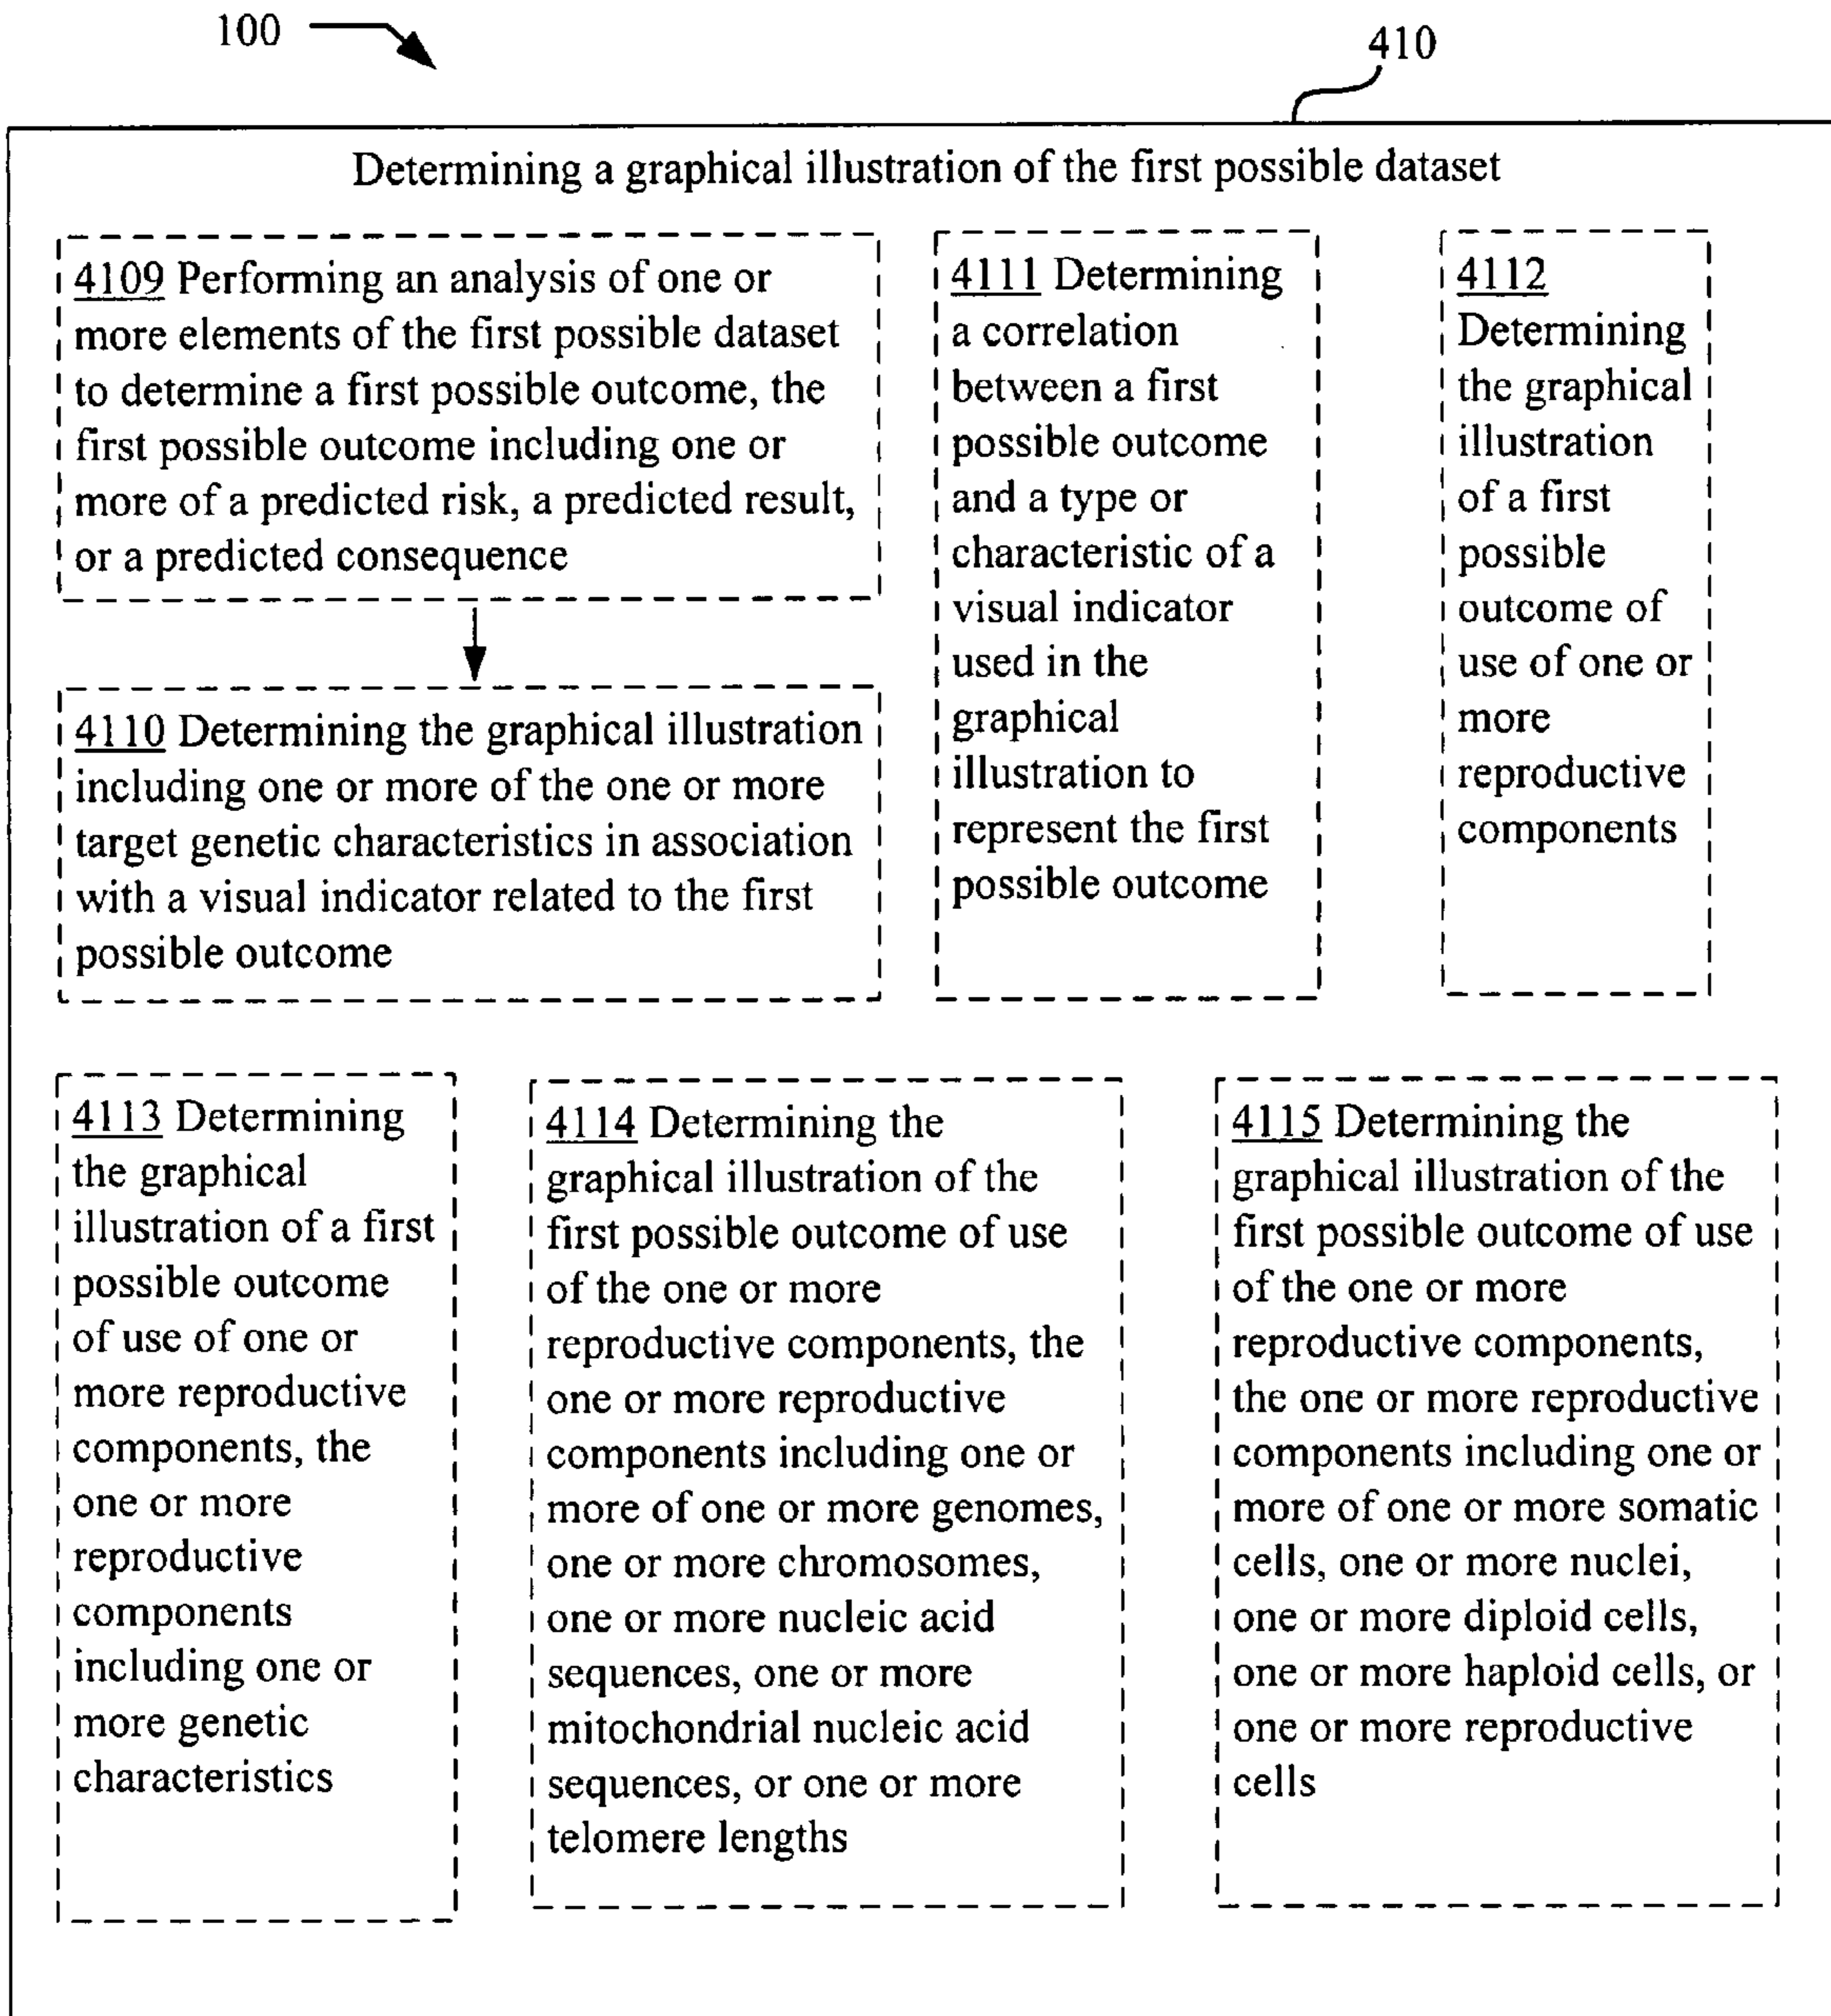 100
410
Determining a graphical illustration of the first possible dataset
4109 Performing an analysis of one or
more elements of the first possible dataset
to determine a first possible outcome, the
first possible outcome including one or
more of a predicted risk, a predicted result,
or a predicted consequence
4110 Determining the graphical illustration
including one or more of the one or more
target genetic characteristics in association
with a visual indicator related to the first
possible outcome
4111 Determining
a correlation
between a first
possible outcome
and a type or
characteristic of a
visual indicator
used in the
graphical
illustration to
represent the first
possible outcome
4112
Determining
the graphical
illustration
of a first
possible
outcome of
use of one or
more
reproductive
components
4113 Determining
the graphical
illustration of a first
possible outcome
of use of one or
more reproductive
components, the
one or more
reproductive
components
including one or
more genetic
characteristics
4114 Determining the
graphical illustration of the
first possible outcome of use
of the one or more
reproductive components, the
one or more reproductive
components including one or
more of one or more genomes,
one or more chromosomes,
one or more nucleic acid
sequences, one or more
mitochondrial nucleic acid
sequences, or one or more
telomere lengths
4115 Determining the
graphical illustration of the
first possible outcome of use
of the one or more
reproductive components,
the one or more reproductive
components including one or
more of one or more somatic
cells, one or more nuclei,
one or more diploid cells,
one or more haploid cells, or
one or more reproductive
cells